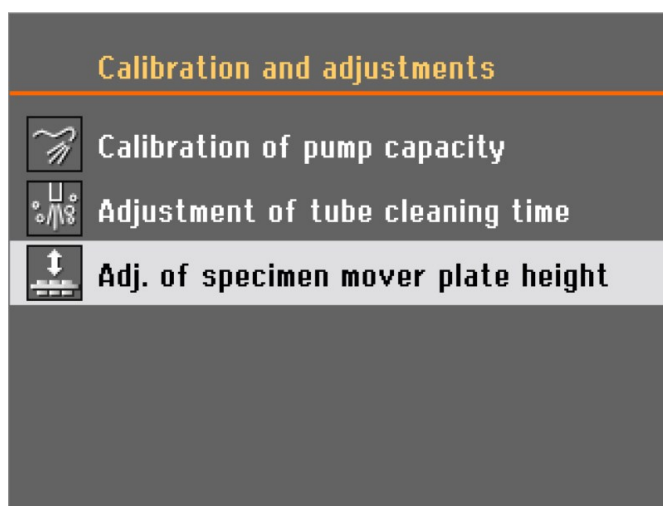 Calibration and adjustments
Calibration of pump capacity
Adjustment of tube cleaning time
Adj. of specimen mover plate height